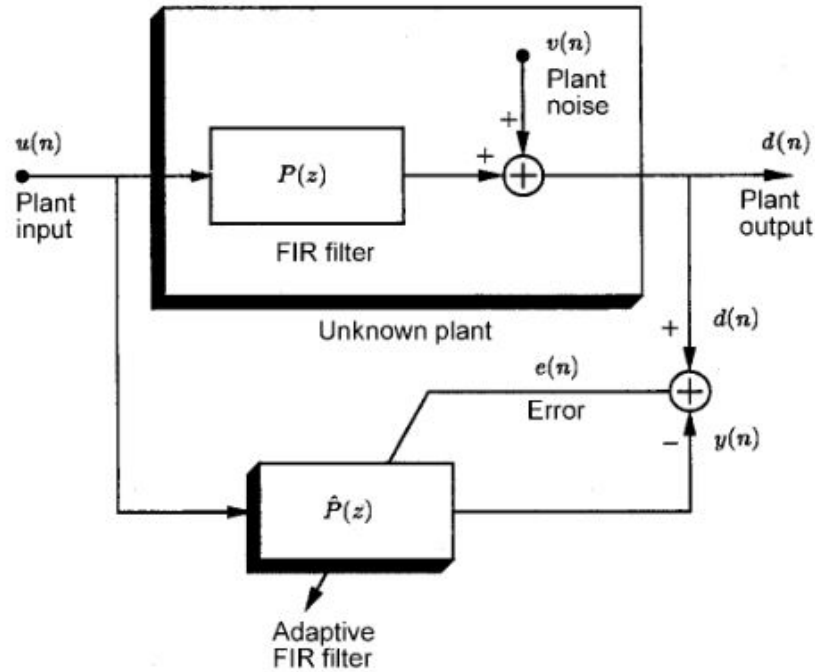 v(n)
Plant
noise
+
u(n)
Plant
input
P(z)
+
+
d(n)
Plant
output
FIR filter
Unknown plant
+
d(n)
e(n)
Error
+
−
y(n)
P̂(z)
Adaptive
FIR filter